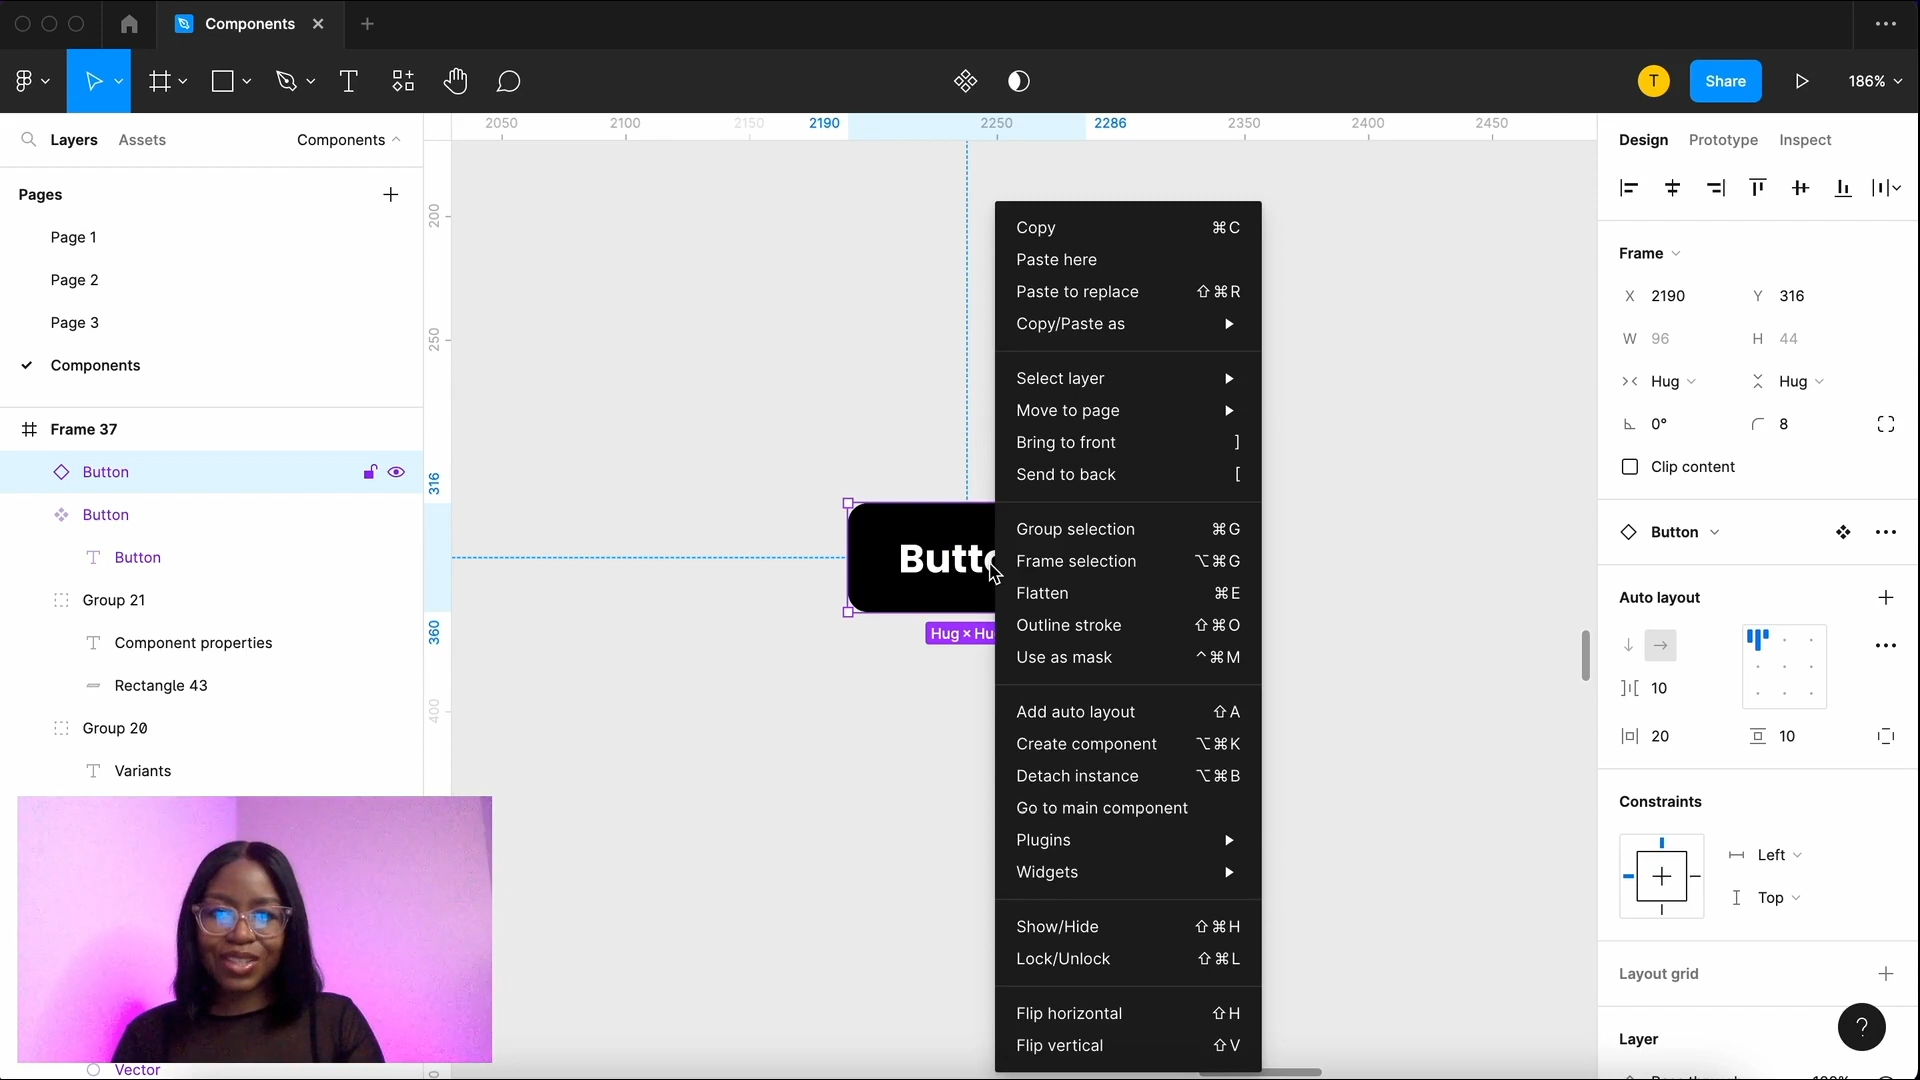 Components
T
Share
186%
Layers
Assets
Components
2050
2100
2150
2190
2250
2286
2350
2400
2450
Design
Prototype
Inspect
Pages
Page 1
Page 2
Page 3
Components
Frame 37
Button
Button
Button
Group 21
Component properties
Rectangle 43
Group 20
Variants
Vector
200
250
316
360
400
Butto
Hug × Hu
Copy ⌘C
Paste here
Paste to replace ⇧⌘R
Copy/Paste as
Select layer
Move to page
Bring to front ]
Send to back [
Group selection ⌘G
Frame selection ⌥⌘G
Flatten ⌘E
Outline stroke ⇧⌘O
Use as mask ^⌘M
Add auto layout ⇧A
Create component ⌥⌘K
Detach instance ⌥⌘B
Go to main component
Plugins
Widgets
Show/Hide ⇧⌘H
Lock/Unlock ⇧⌘L
Flip horizontal ⇧H
Flip vertical ⇧V
Frame
X 2190 Y 316
W 96 H 44
Hug Hug
0° 8
Clip content
Button
Auto layout
10
20 10
Constraints
Left
Top
Layout grid
Layer
?